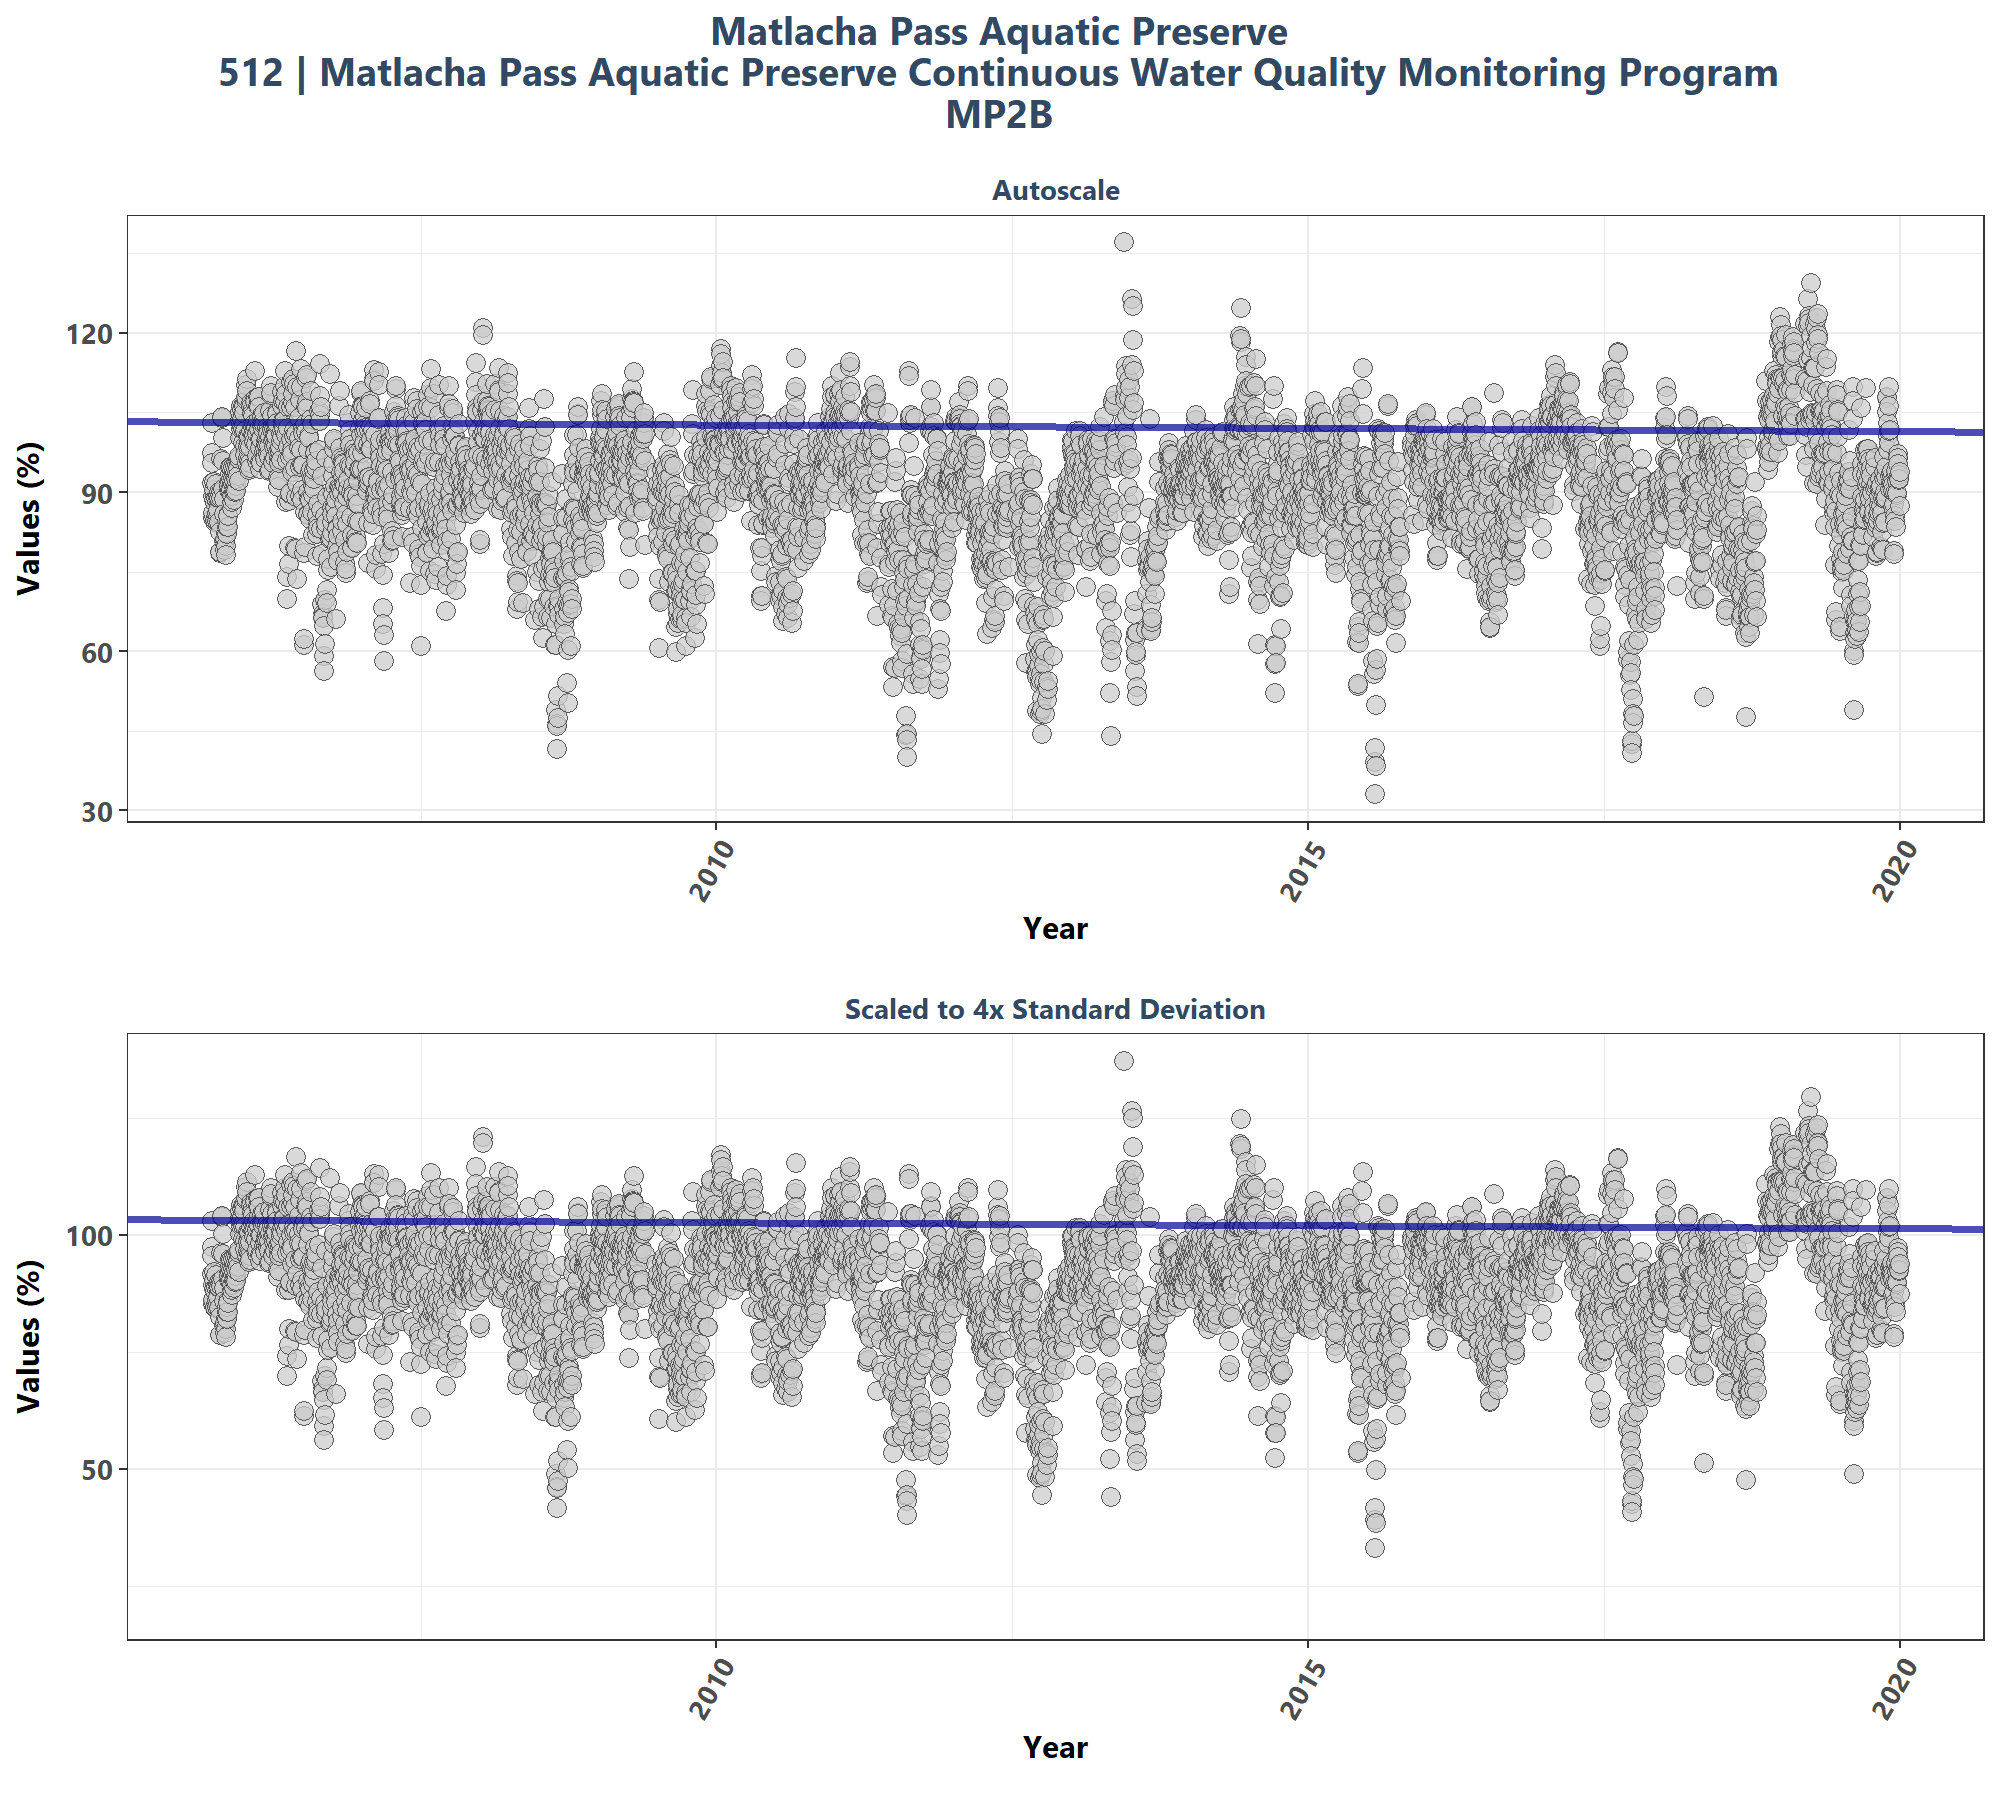 Matlacha Pass Aquatic Preserve
512 | Matlacha Pass Aquatic Preserve Continuous Water Quality Monitoring Program
MP2B
Autoscale
Values (%)
120
90
60
30
2010
2015
2020
Year
Scaled to 4x Standard Deviation
Values (%)
100
50
2010
2015
2020
Year